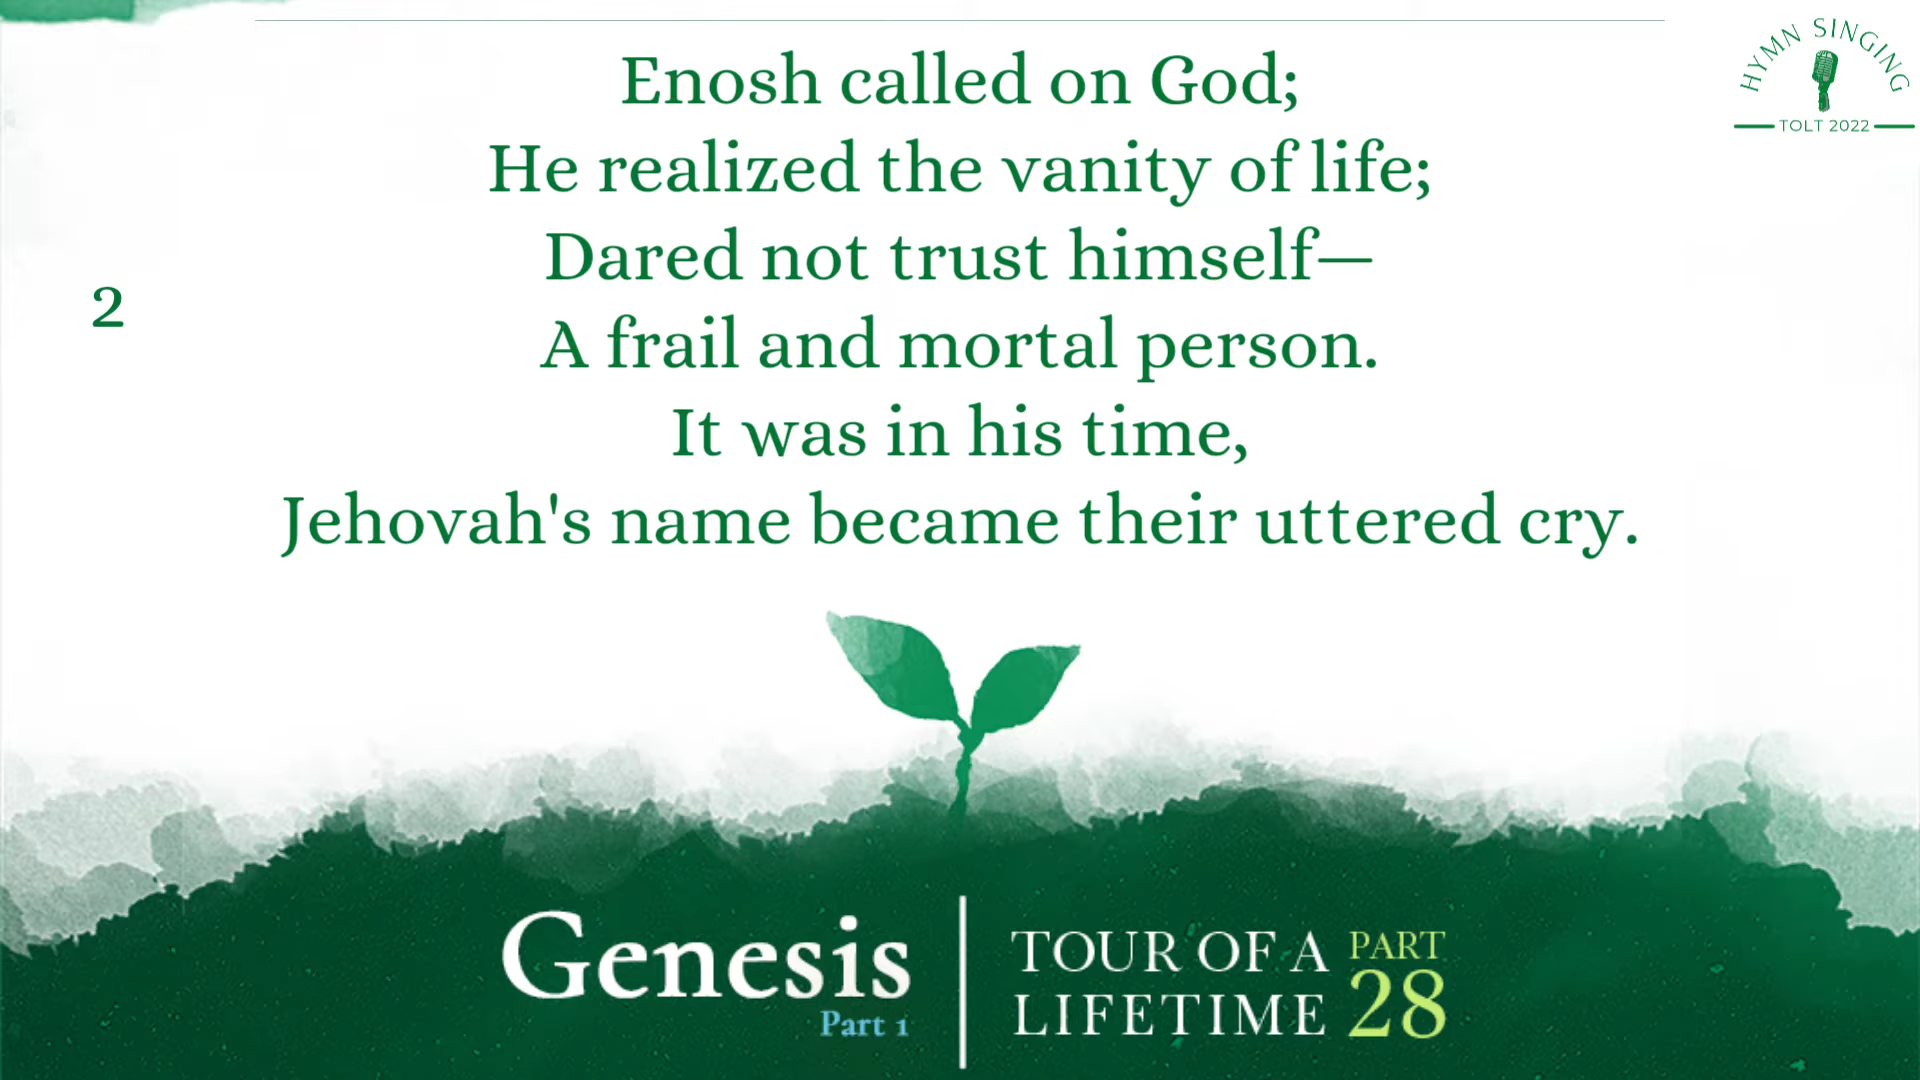 HYMN SINGING
TOLT 2022
Enosh called on God;
He realized the vanity of life;
Dared not trust himself—
A frail and mortal person.
It was in his time,
Jehovah's name became their uttered cry.
2
Genesis
Part 1
TOUR OF A
LIFETIME
PART
28